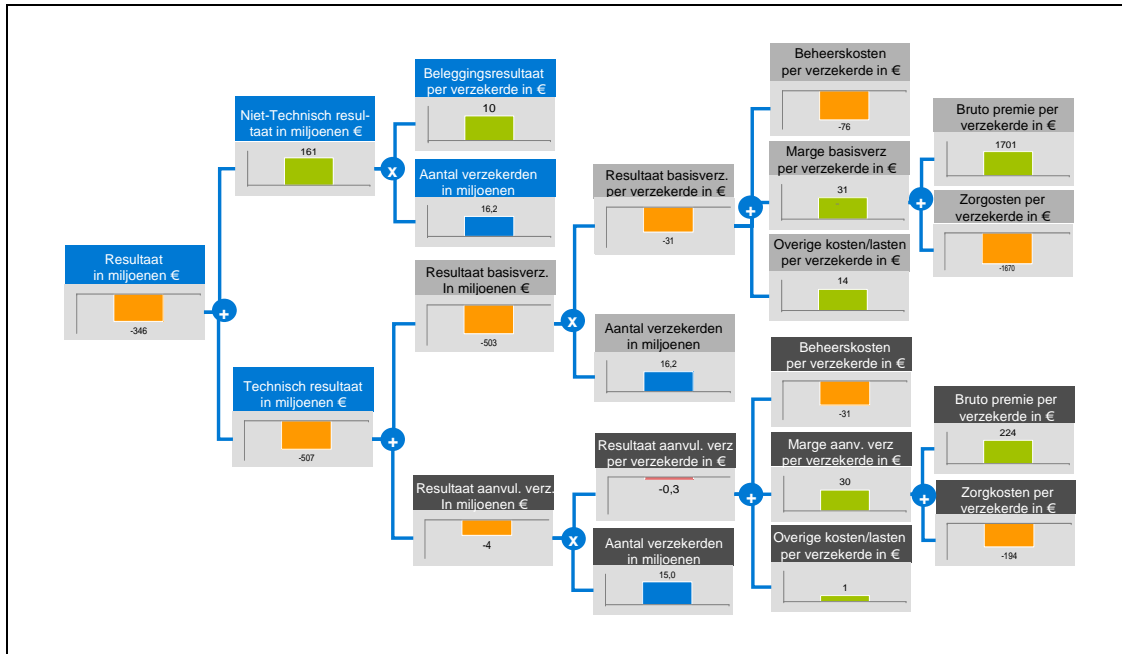 Resultaat
in miljoenen €
-346
+
Niet-Technisch resul-
taat in miljoenen €
161
x
Technisch resultaat
in miljoenen €
-507
+
Beleggingsresultaat
per verzekerde in €
10
Aantal verzekerden
in miljoenen
16,2
Resultaat basisverz.
In miljoenen €
-503
x
Resultaat aanvul. verz.
In miljoenen €
-4
x
Resultaat basisverz.
per verzekerde in €
-31
+
Aantal verzekerden
in miljoenen
16,2
Resultaat aanvul. verz
per verzekerde in €
-0,3
+
Aantal verzekerden
in miljoenen
15,0
Beheerskosten
per verzekerde in €
-76
Marge basisverz
per verzekerde in €
31
+
Overige kosten/lasten
per verzekerde in €
14
Beheerskosten
per verzekerde in €
-31
Marge aanv. verz
per verzekerde in €
30
+
Overige kosten/lasten
per verzekerde in €
1
Bruto premie per
verzekerde in €
1701
Zorgosten per
verzekerde in €
-1670
Bruto premie per
verzekerde in €
224
Zorgkosten per
verzekerde in €
-194